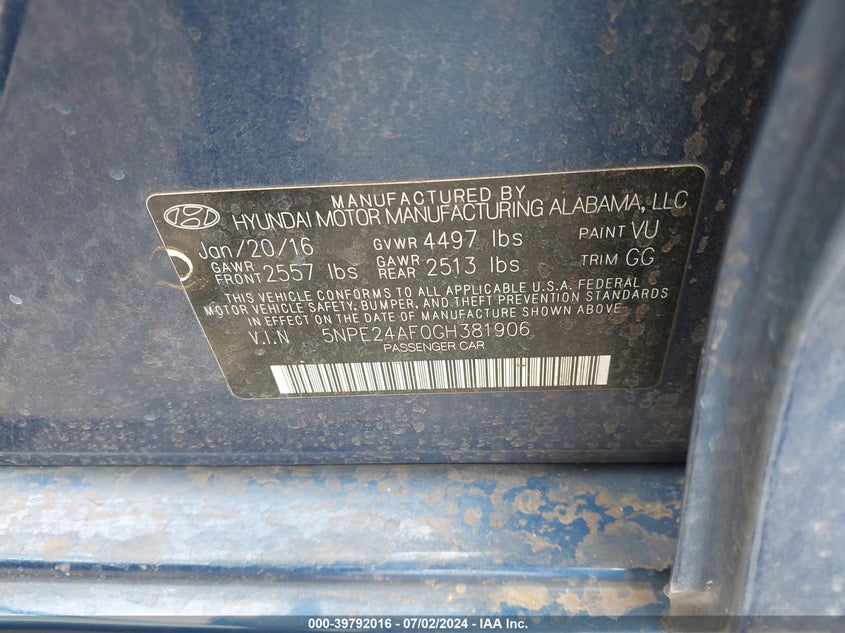 MANUFACTURED BY
HYUNDAI MOTOR MANUFACTURING ALABAMA, LLC
Jan/20/16 GVWR 4497 lbs PAINT VU
GAWR FRONT 2557 lbs GAWR REAR 2513 lbs TRIM GG
THIS VEHICLE CONFORMS TO ALL APPLICABLE U.S.A. FEDERAL
MOTOR VEHICLE SAFETY, BUMPER, AND THEFT PREVENTION STANDARDS
IN EFFECT ON THE DATE OF MANUFACTURE SHOWN ABOVE
V.I.N 5NPE24AF0GH381906
PASSENGER CAR
000-39792016 - 07/02/2024 - IAA Inc.